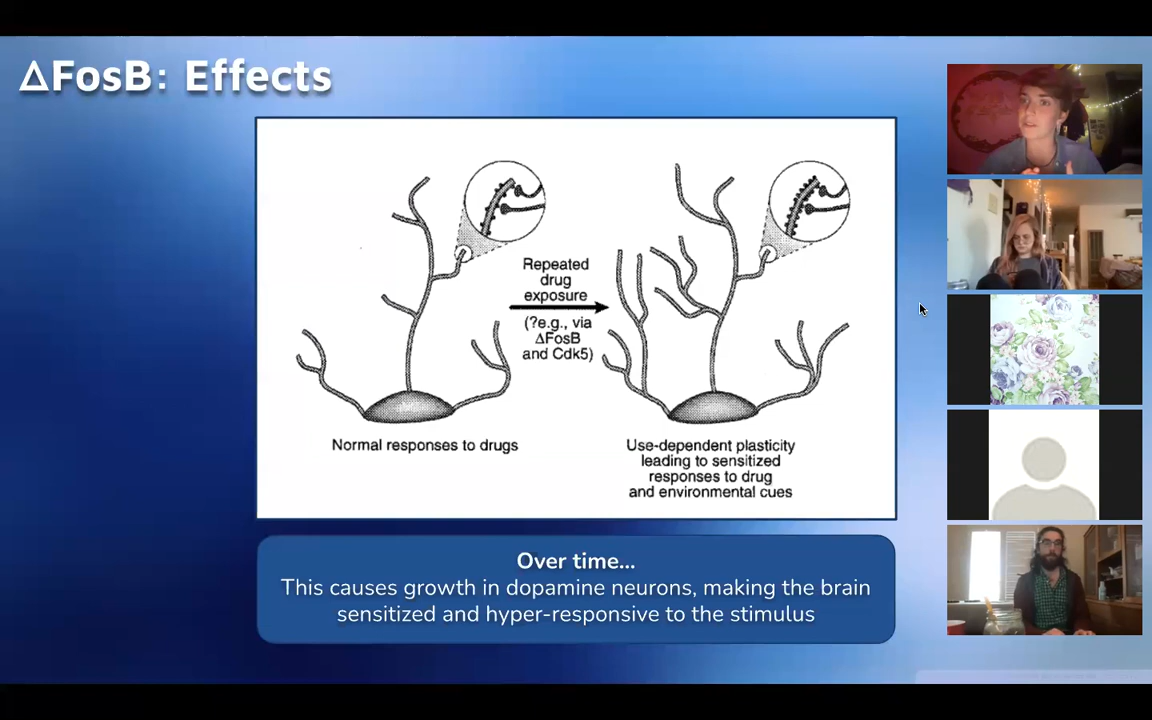 ΔFosB: Effects
Repeated
drug
exposure
(?e.g., via
ΔFosB
and Cdk5)
Normal responses to drugs
Use-dependent plasticity
leading to sensitized
responses to drug
and environmental cues
Over time...
This causes growth in dopamine neurons, making the brain
sensitized and hyper-responsive to the stimulus